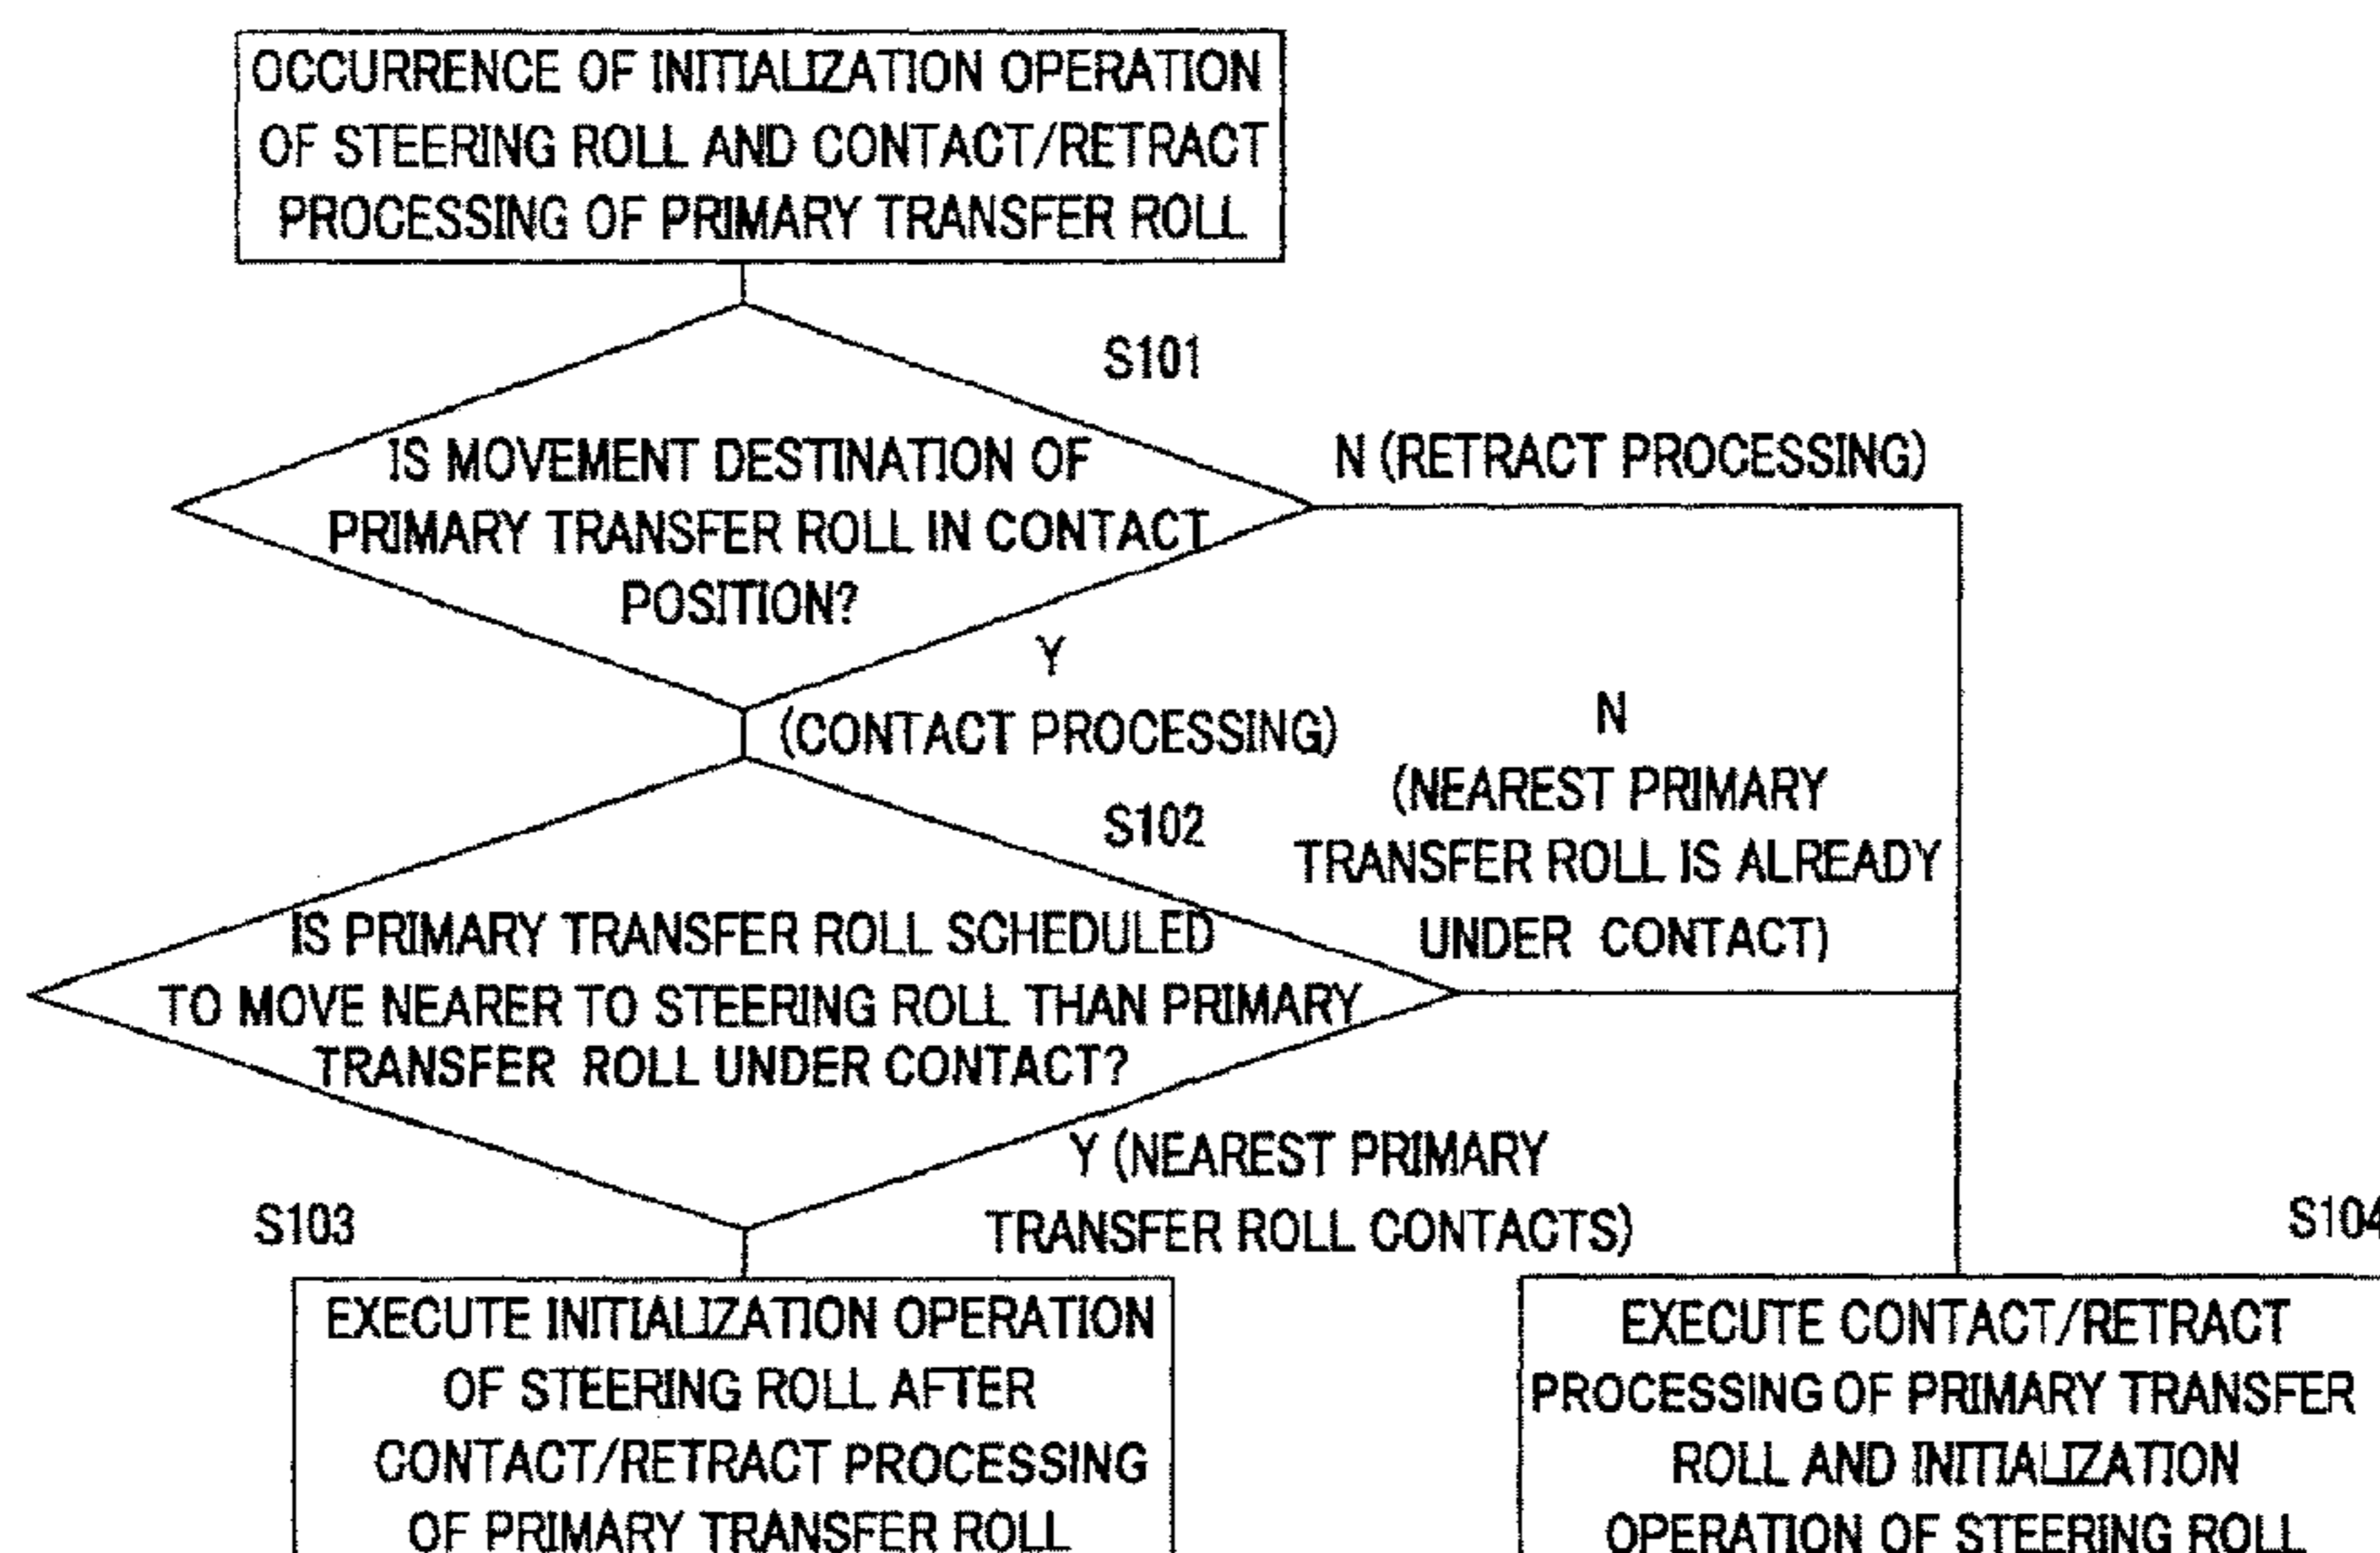 OCCURRENCE OF INITIALIZATION OPERATION
OF STEERING ROLL AND CONTACT/RETRACT
PROCESSING OF PRIMARY TRANSFER ROLL
S101
IS MOVEMENT DESTINATION OF
PRIMARY TRANSFER ROLL IN CONTACT
POSITION?
N (RETRACT PROCESSING)
Y
(CONTACT PROCESSING)
N
(NEAREST PRIMARY
TRANSFER ROLL IS ALREADY
UNDER CONTACT)
S102
IS PRIMARY TRANSFER ROLL SCHEDULED
TO MOVE NEARER TO STEERING ROLL THAN PRIMARY
TRANSFER ROLL UNDER CONTACT?
Y (NEAREST PRIMARY
TRANSFER ROLL CONTACTS)
S103
EXECUTE INITIALIZATION OPERATION
OF STEERING ROLL AFTER
CONTACT/RETRACT PROCESSING
OF PRIMARY TRANSFER ROLL
S104
EXECUTE CONTACT/RETRACT
PROCESSING OF PRIMARY TRANSFER
ROLL AND INITIALIZATION
OPERATION OF STEERING ROLL